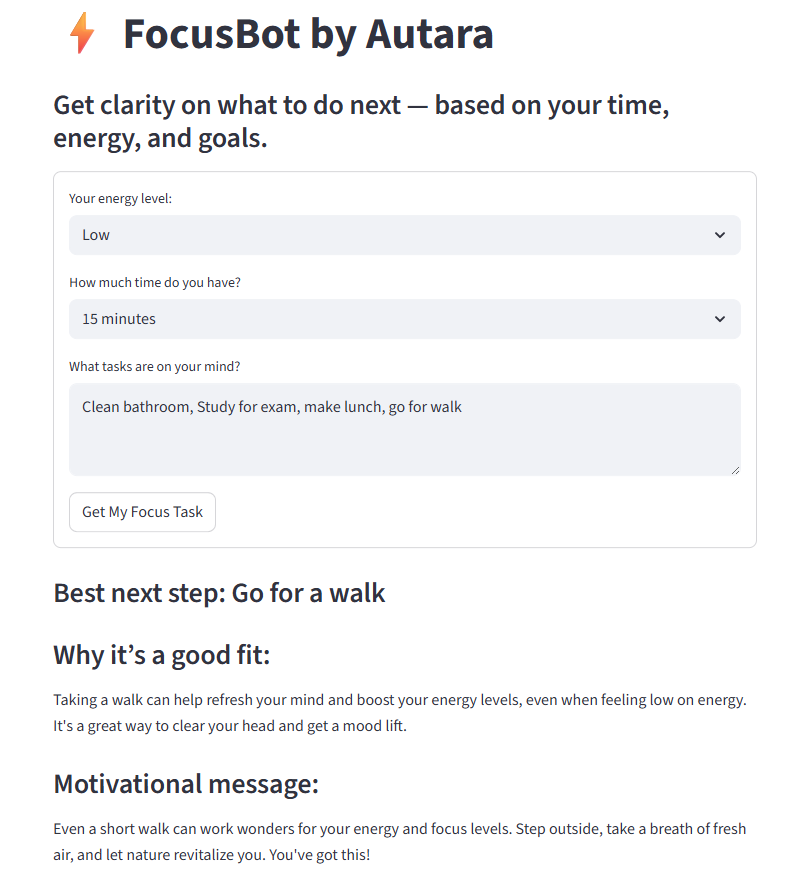 FocusBot by Autara
Get clarity on what to do next — based on your time,
energy, and goals.
Your energy level:
Low
How much time do you have?
15 minutes
What tasks are on your mind?
Clean bathroom, Study for exam, make lunch, go for walk
Get My Focus Task
Best next step: Go for a walk
Why it’s a good fit:
Taking a walk can help refresh your mind and boost your energy levels, even when feeling low on energy.
It's a great way to clear your head and get a mood lift.
Motivational message:
Even a short walk can work wonders for your energy and focus levels. Step outside, take a breath of fresh
air, and let nature revitalize you. You've got this!